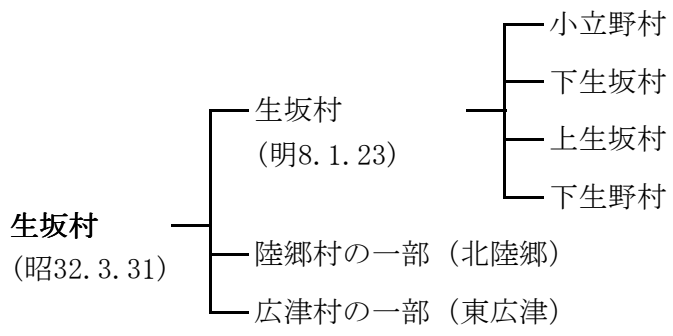 小立野村
下生坂村
生坂村
上生坂村
(明8.1.23)
下生野村
生坂村
(昭32.3.31)
陸郷村の一部（北陸郷）
広津村の一部（東広津）